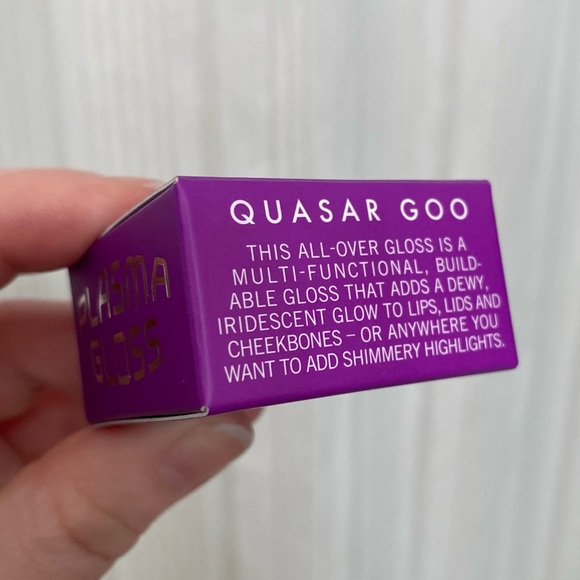 QUASAR GOO
THIS ALL-OVER GLOSS IS A
MULTI-FUNCTIONAL, BUILD-
ABLE GLOSS THAT ADDS A DEWY,
IRIDESCENT GLOW TO LIPS, LIDS AND
CHEEKBONES – OR ANYWHERE YOU
WANT TO ADD SHIMMERY HIGHLIGHTS.
PLASMA
GLOSS